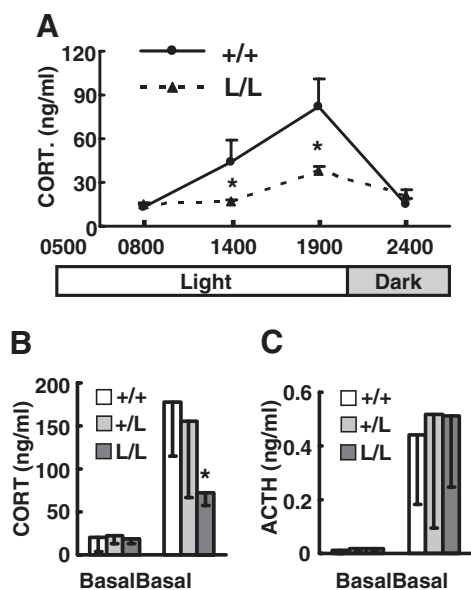 A
CORT. (ng/ml)
120
90
60
30
0
+/+
L/L
*
*
0500 0800 1400 1900 2400
Light Dark
B
CORT (ng/ml)
200
150
100
50
0
+/+
+/L
L/L
*
BasalBasal
C
ACTH (ng/ml)
0.6
0.4
0.2
0
+/+
+/L
L/L
BasalBasal